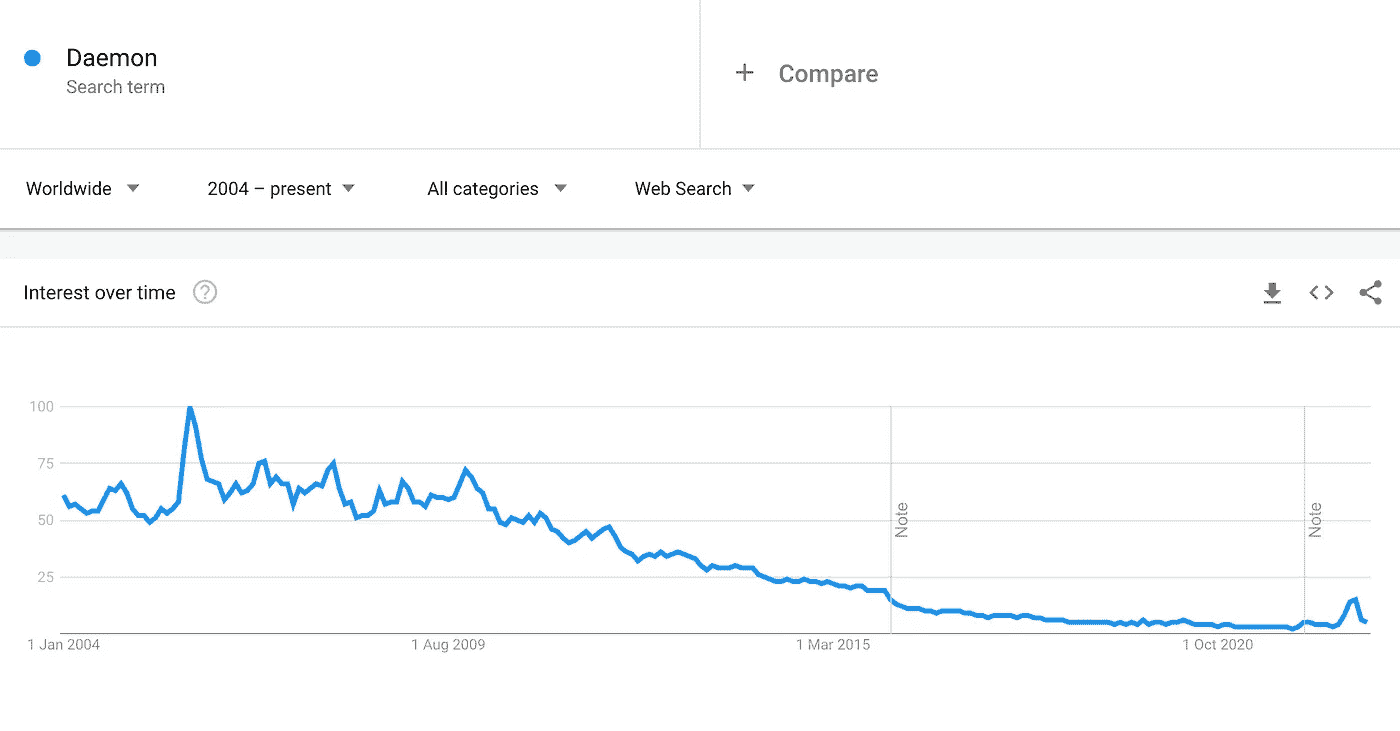 Daemon
Search term
+ Compare
Worldwide
2004 – present
All categories
Web Search
Interest over time ?
100
75
50
25
Note
Note
1 Jan 2004
1 Aug 2009
1 Mar 2015
1 Oct 2020